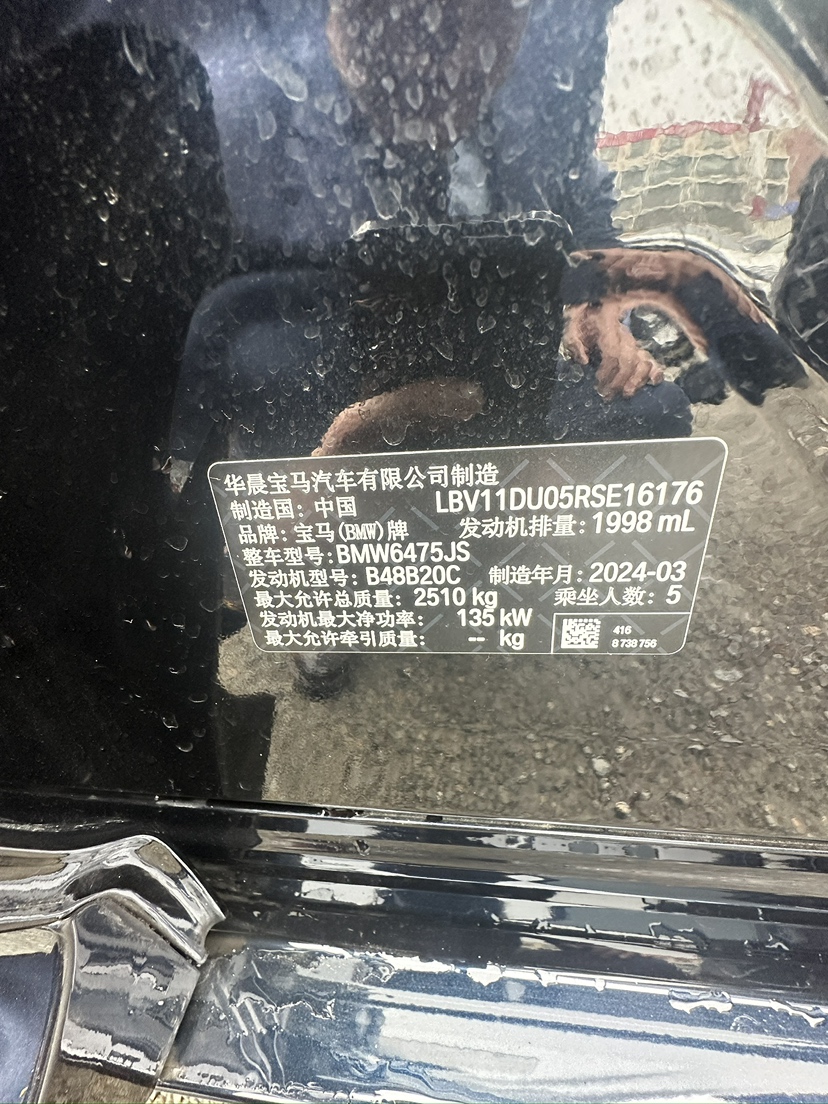 华晨宝马汽车有限公司制造
制造国：中国 LBV11DU05RSE16176
品牌：宝马(BMW)牌 发动机排量：1998 mL
整车型号：BMW6475JS
发动机型号：B48B20C 制造年月：2024-03
最大允许总质量：2510 kg 乘坐人数：5
发动机最大净功率：135 kW
最大允许牵引质量：-- kg
416
8 738 756